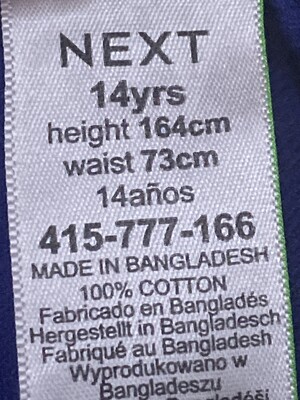 NEXT
14yrs
height 164cm
waist 73cm
14años
415-777-166
MADE IN BANGLADESH
100% COTTON
Fabricado en Bangladés
Hergestellt in Bangladesch
Fabriqué au Bangladesh
Wyprodukowano w
Bangladeszu